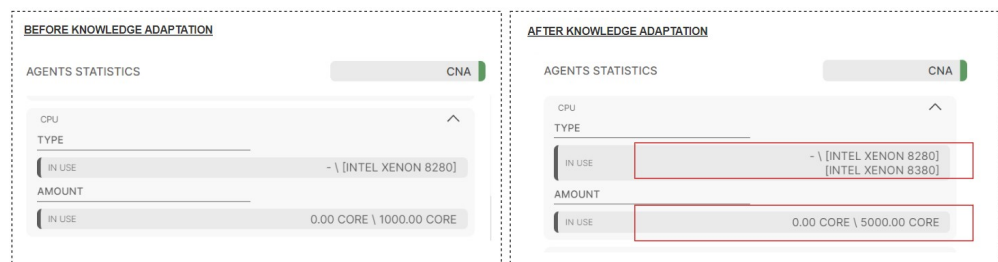 BEFORE KNOWLEDGE ADAPTATION
AGENTS STATISTICS
CNA
CPU
TYPE
IN USE
- \ [INTEL XENON 8280]
AMOUNT
IN USE
0.00 CORE \ 1000.00 CORE
AFTER KNOWLEDGE ADAPTATION
AGENTS STATISTICS
CNA
CPU
TYPE
IN USE
- \ [INTEL XENON 8280]
[INTEL XENON 8380]
AMOUNT
IN USE
0.00 CORE \ 5000.00 CORE